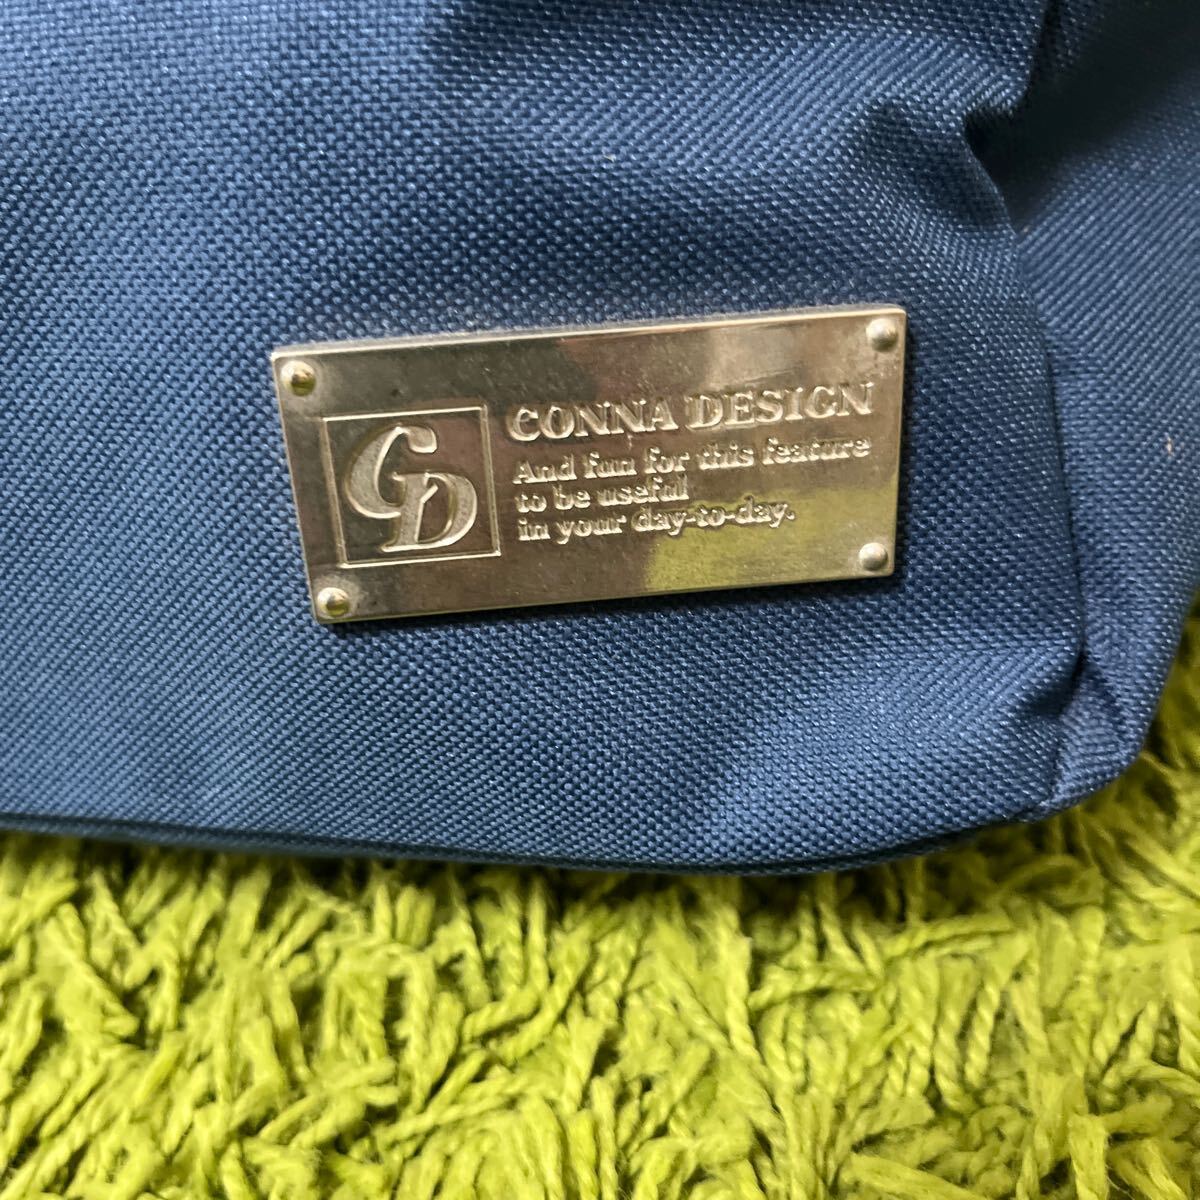 CD
CONNA DESIGN
And fun for this feature
to be useful
in your day-to-day.